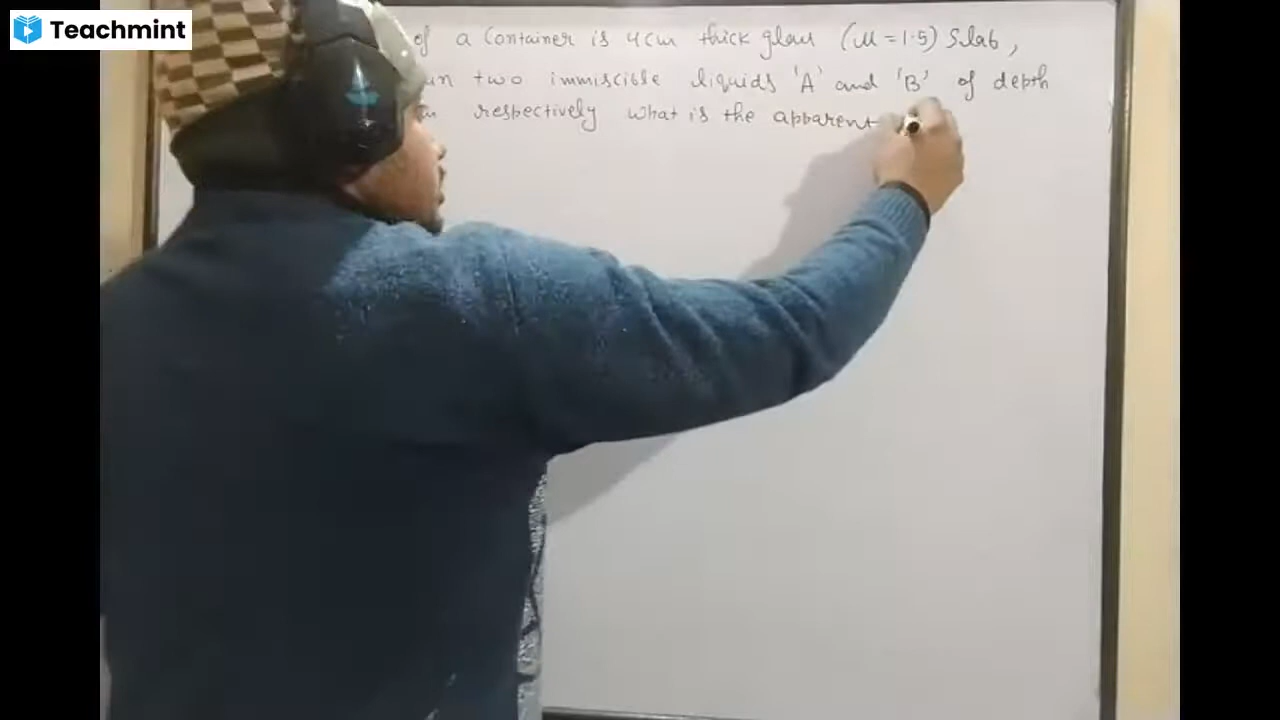 Teachmint
of a Container is 4cm thick glass (μ = 1.5) Slab,
two immiscible liquids 'A' and 'B' of depth
respectively what is the apparent